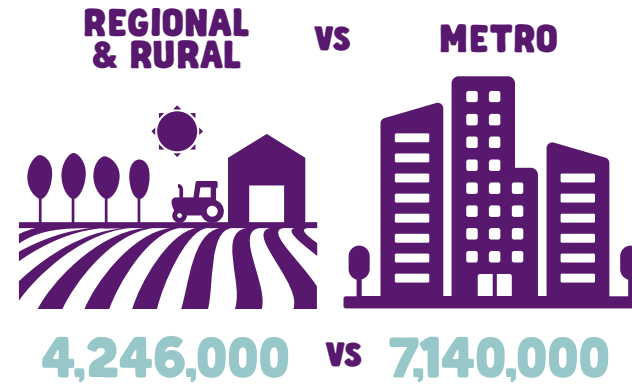 REGIONAL
& RURAL
VS
METRO
4,246,000
VS
7,140,000